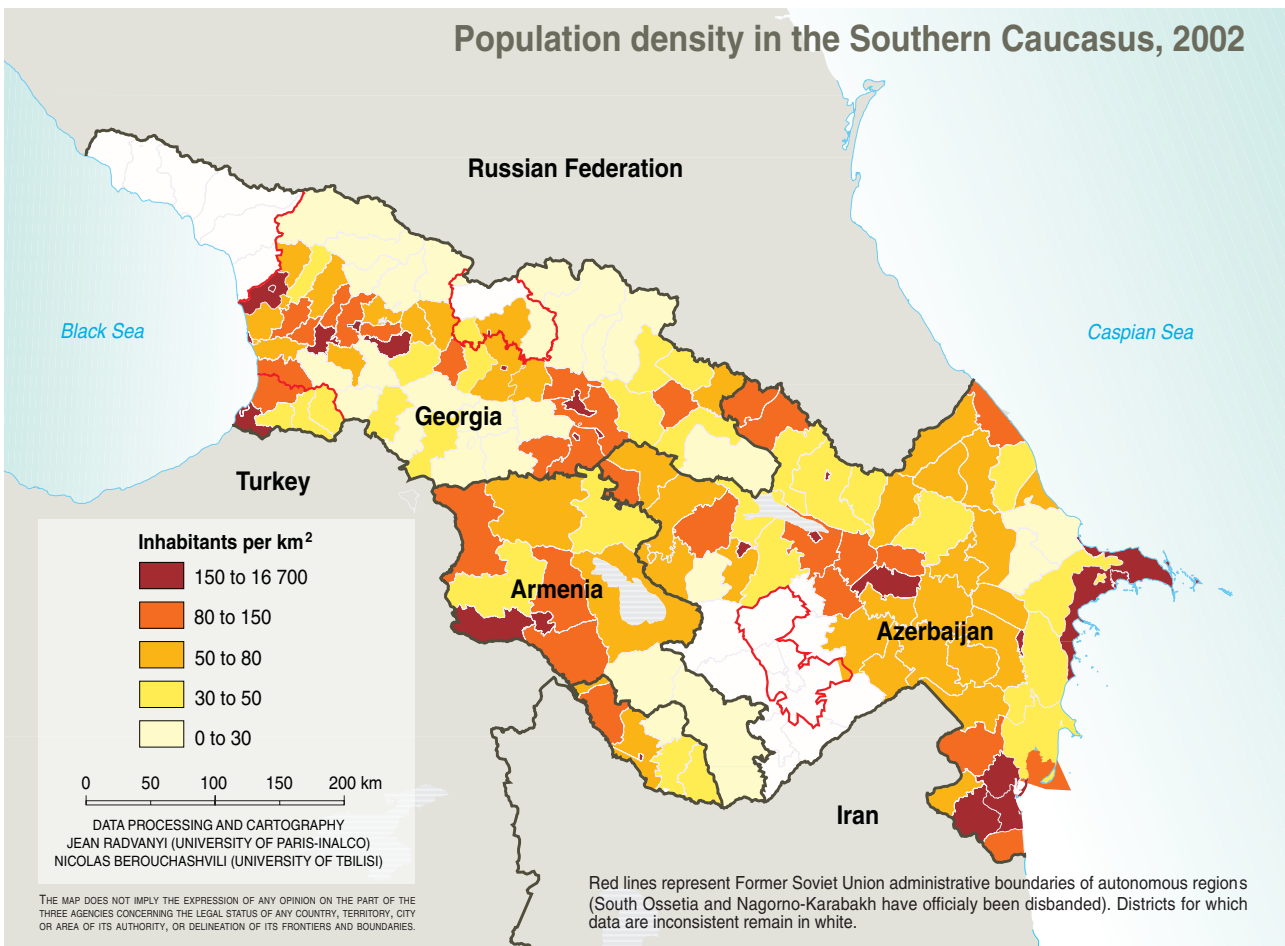 Population density in the Southern Caucasus, 2002
Russian Federation
Black Sea
Caspian Sea
Georgia
Turkey
Armenia
Azerbaijan
Iran
Inhabitants per km²
150 to 16 700
80 to 150
50 to 80
30 to 50
0 to 30
0 50 100 150 200 km
DATA PROCESSING AND CARTOGRAPHY
JEAN RADVANYI (UNIVERSITY OF PARIS-INALCO)
NICOLAS BEROUCHASHVILI (UNIVERSITY OF TBILISI)
THE MAP DOES NOT IMPLY THE EXPRESSION OF ANY OPINION ON THE PART OF THE
THREE AGENCIES CONCERNING THE LEGAL STATUS OF ANY COUNTRY, TERRITORY, CITY
OR AREA OF ITS AUTHORITY, OR DELINEATION OF ITS FRONTIERS AND BOUNDARIES.
Red lines represent Former Soviet Union administrative boundaries of autonomous regions
(South Ossetia and Nagorno-Karabakh have officialy been disbanded). Districts for which
data are inconsistent remain in white.